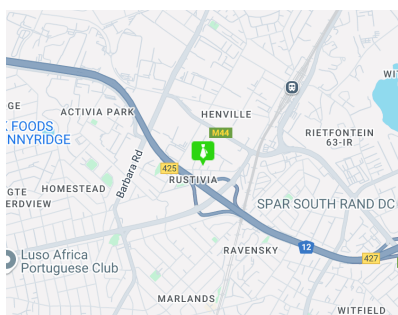 WI
GE
ACTIVIA PARK
HENVILLE
K FOODS
NNYRIDGE
M44
RIETFONTEIN
63-IR
Barbara Rd
425
RUSTIVIA
GTE
ERDVIEW
HOMESTEAD
SPAR SOUTH RAND DC
12
427
RAVENSKY
Luso Africa
Portuguese Club
MARLANDS
WITFIELD